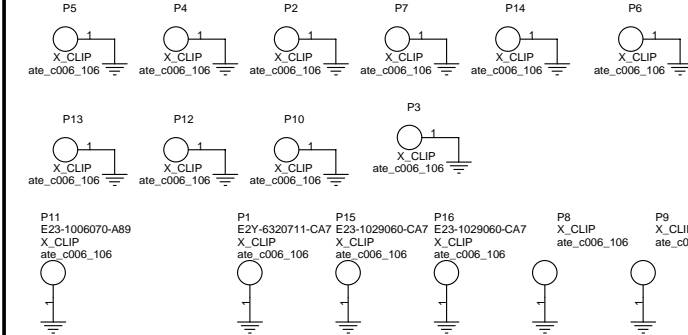 P5 P4 P2 P7 P14 P6
1 1 1 1 1 1
X_CLIP X_CLIP X_CLIP X_CLIP X_CLIP X_CLIP
ate_c006_106 ate_c006_106 ate_c006_106 ate_c006_106 ate_c006_106 ate_c006_106
P13 P12 P10 P3
1 1 1 1
X_CLIP X_CLIP X_CLIP X_CLIP
ate_c006_106 ate_c006_106 ate_c006_106 ate_c006_106
P11 P1 P15 P16 P8 P9
E23-1006070-A89 E2Y-6320711-CA7 E23-1029060-CA7 E23-1029060-CA7 X_CLIP
X_CLIP X_CLIP X_CLIP X_CLIP ate_c006_106
ate_c006_106 ate_c006_106 ate_c006_106 ate_c006_106
1 1 1 1 1 1